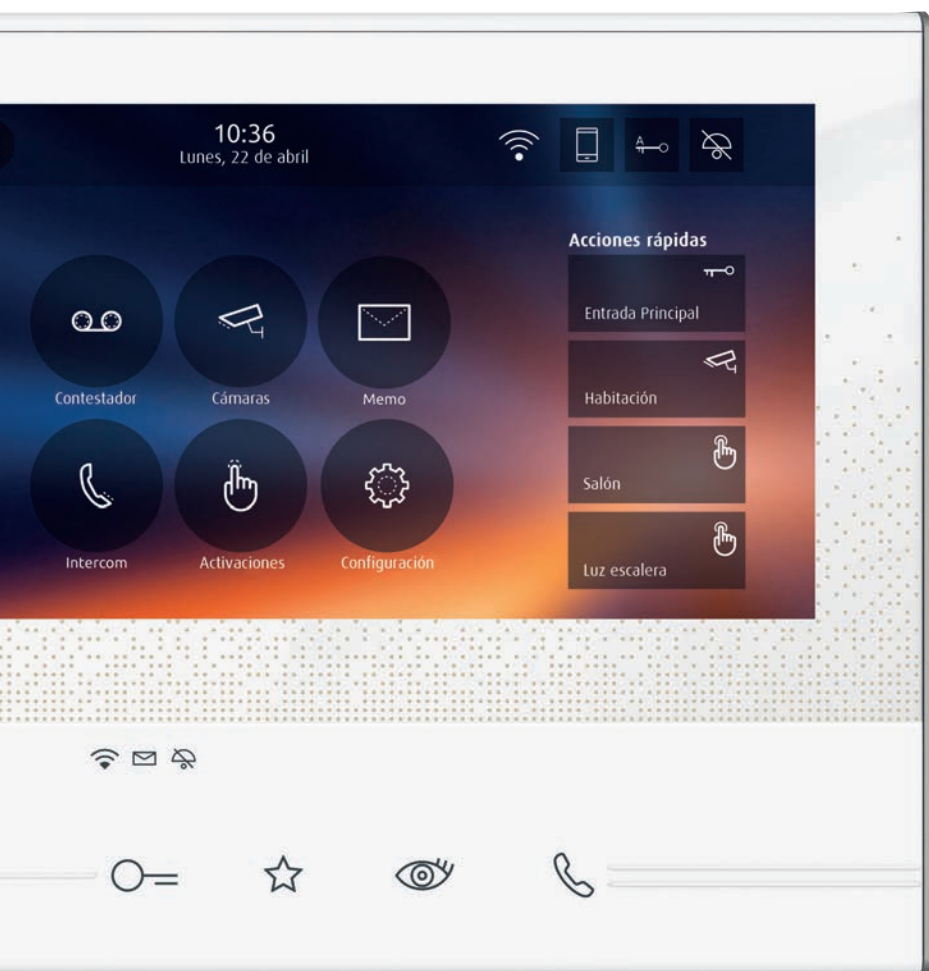 10:36
Lunes, 22 de abril
A
Acciones rápidas
Entrada Principal
Habitación
Salón
Luz escalera
Contestador
Cámaras
Memo
Intercom
Activaciones
Configuración